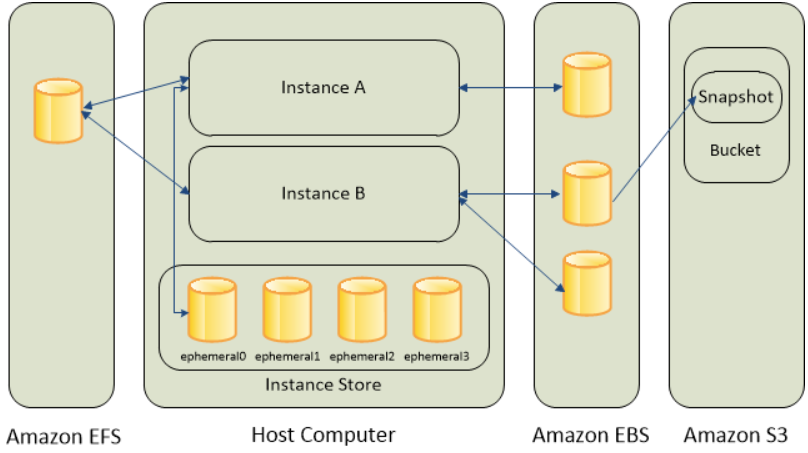 Instance A
Snapshot
Bucket
Instance B
ephemeral0 ephemeral1 ephemeral2 ephemeral3
Instance Store
Amazon EFS Host Computer Amazon EBS Amazon S3